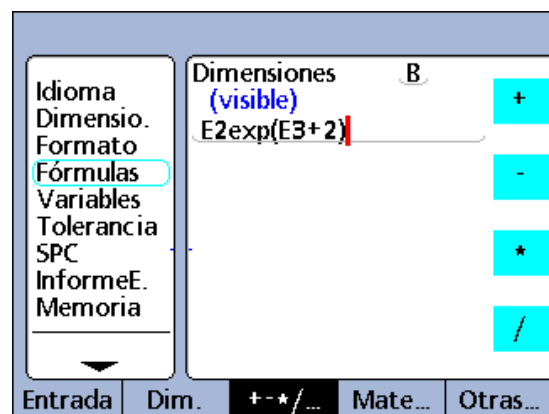 Idioma
Dimensio.
Formato
Fórmulas
Variables
Tolerancia
SPC
InformeE.
Memoria
Dimensiones B
(visible)
E2exp(E3+2)
+
-
*
/
Entrada Dim. +-*/... Mate... Otras...